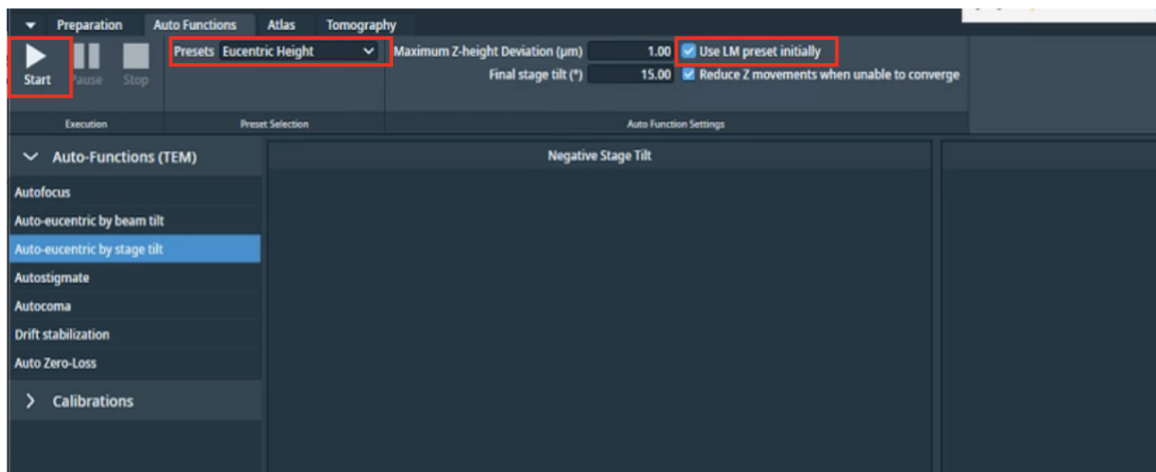 Preparation Auto Functions Atlas Tomography
Presets Eucentric Height Maximum Z-height Deviation (µm) 1.00 Use LM preset initially
Start Pause Stop Final stage tilt (°) 15.00 Reduce Z movements when unable to converge
Execution Preset Selection Auto Function Settings
Auto-Functions (TEM) Negative Stage Tilt
Autofocus
Auto-eucentric by beam tilt
Auto-eucentric by stage tilt
Autostigmate
Autocoma
Drift stabilization
Auto Zero-Loss
Calibrations